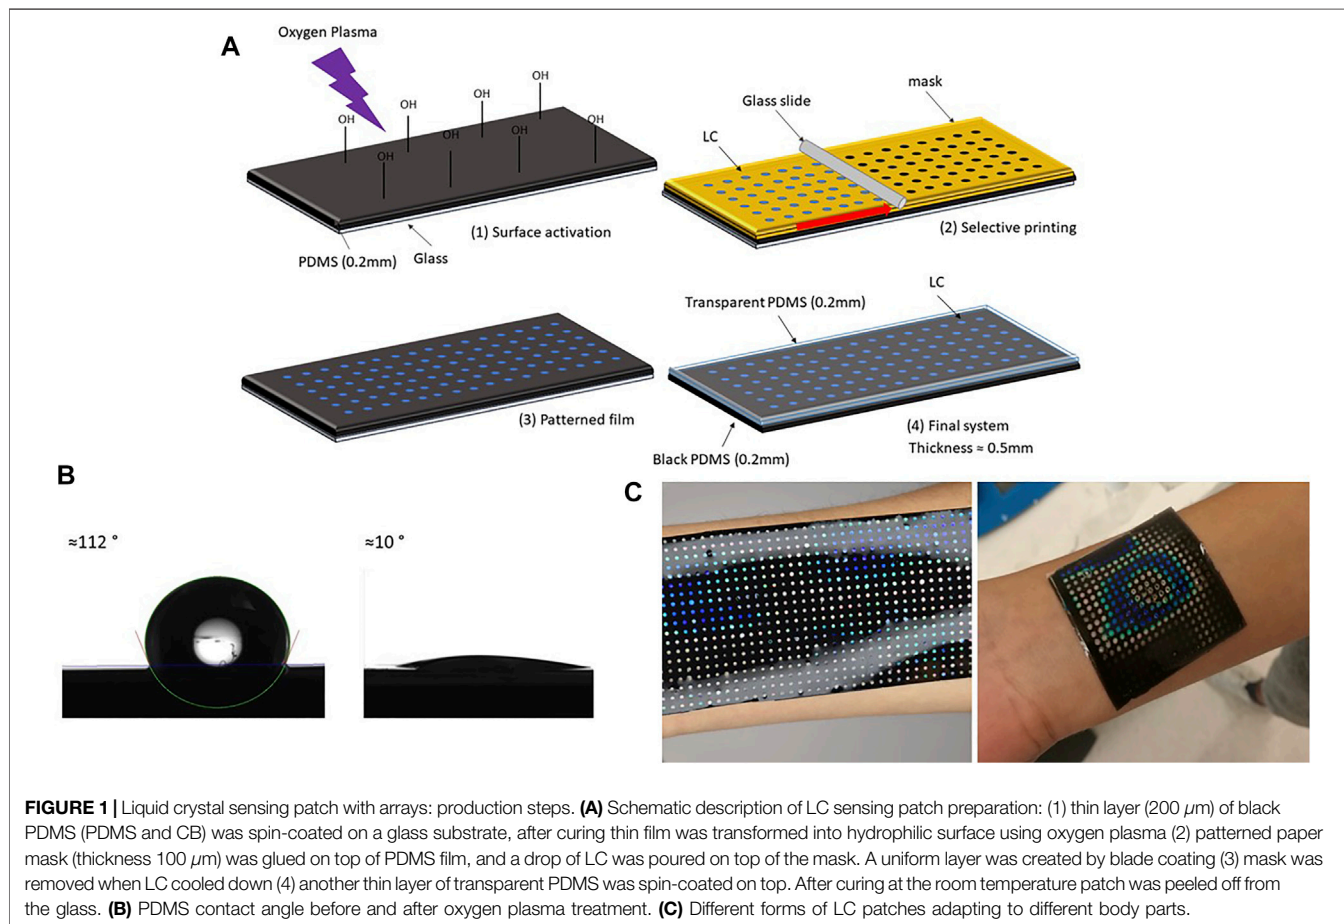 A
Oxygen Plasma
OH
OH
OH
OH
OH
OH
OH
OH
PDMS (0.2mm)
Glass
(1) Surface activation
LC
Glass slide
mask
(2) Selective printing
(3) Patterned film
Transparent PDMS (0.2mm)
LC
Black PDMS (0.2mm)
(4) Final system
Thickness ≈ 0.5mm
B
≈112 °
≈10 °
C
FIGURE 1 | Liquid crystal sensing patch with arrays: production steps. (A) Schematic description of LC sensing patch preparation: (1) thin layer (200 µm) of black
PDMS (PDMS and CB) was spin-coated on a glass substrate, after curing thin film was transformed into hydrophilic surface using oxygen plasma (2) patterned paper
mask (thickness 100 µm) was glued on top of PDMS film, and a drop of LC was poured on top of the mask. A uniform layer was created by blade coating (3) mask was
removed when LC cooled down (4) another thin layer of transparent PDMS was spin-coated on top. After curing at the room temperature patch was peeled off from
the glass. (B) PDMS contact angle before and after oxygen plasma treatment. (C) Different forms of LC patches adapting to different body parts.